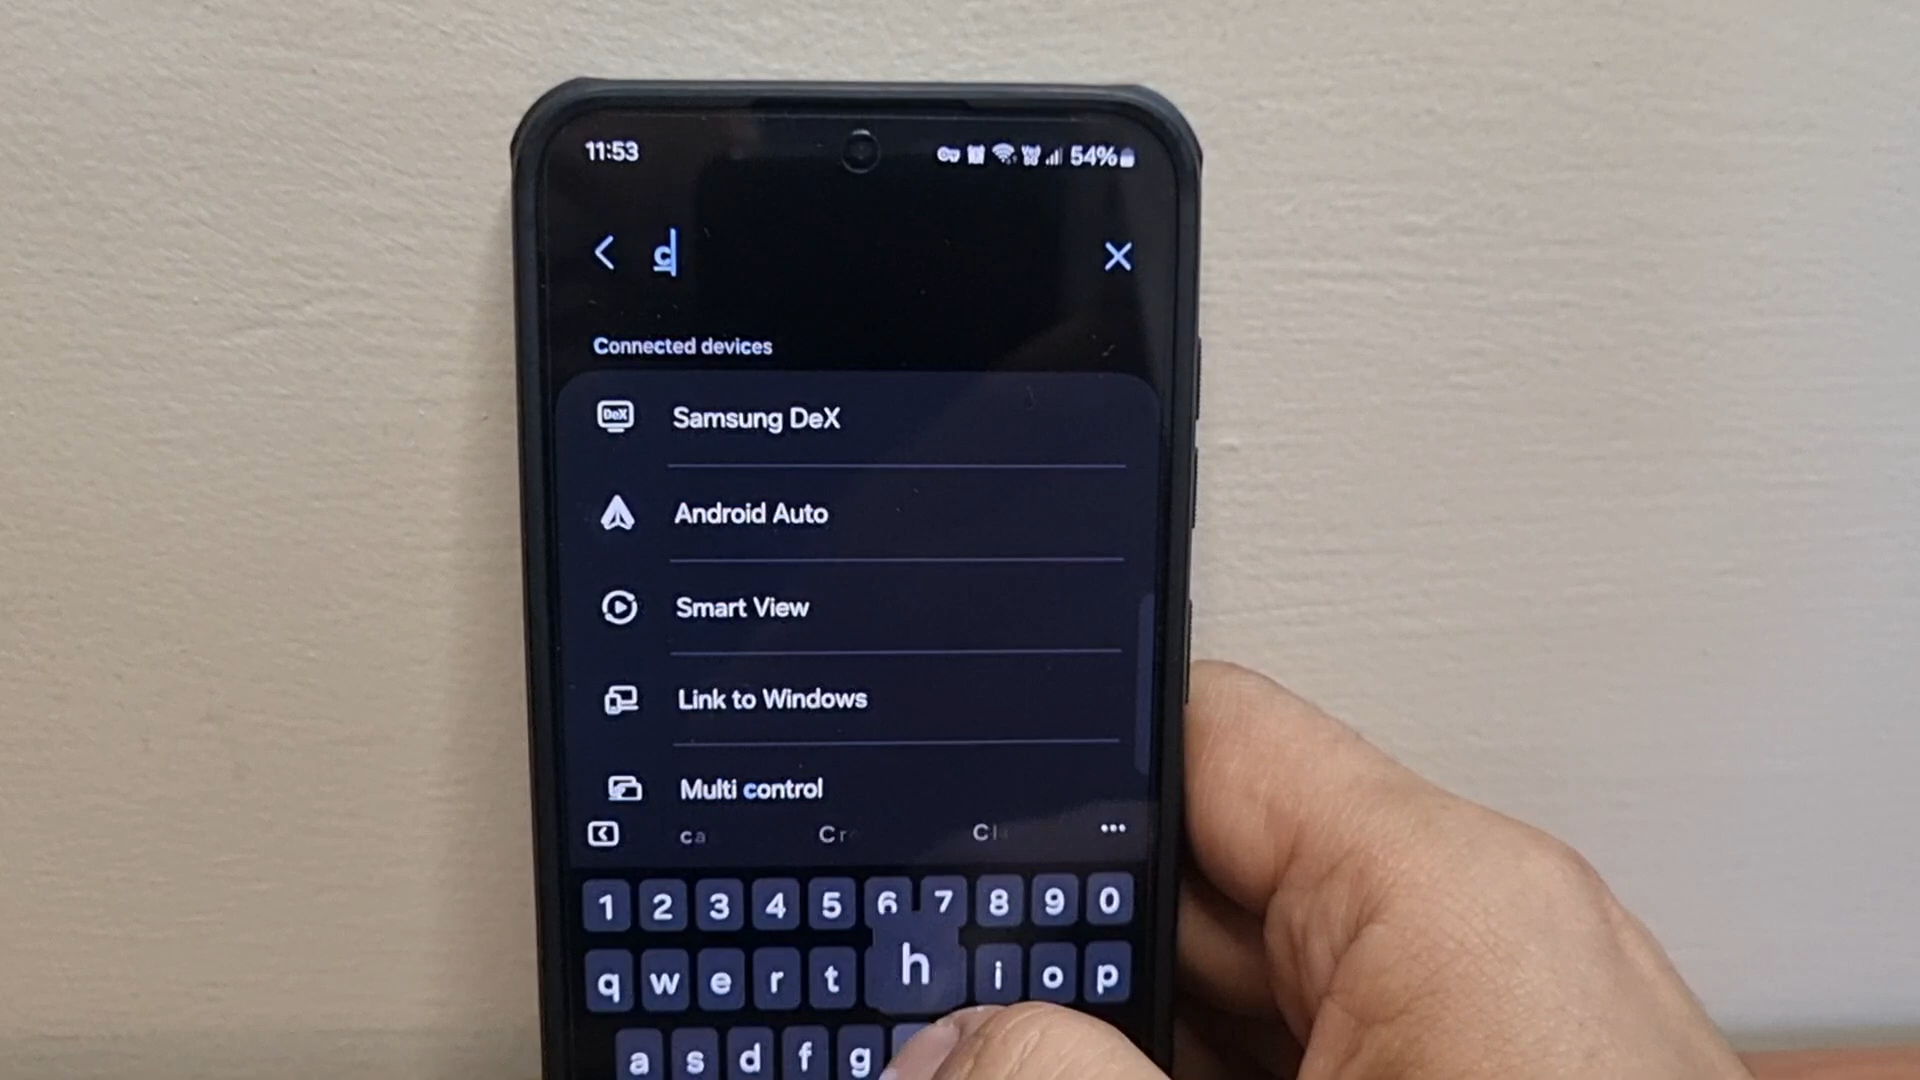 11:53
54%
c
Connected devices
DeX
Samsung DeX
Android Auto
Smart View
Link to Windows
Multi control
ca Cr Cl
1 2 3 4 5 6 7 8 9 0
q w e r t h i o p
a s d f g